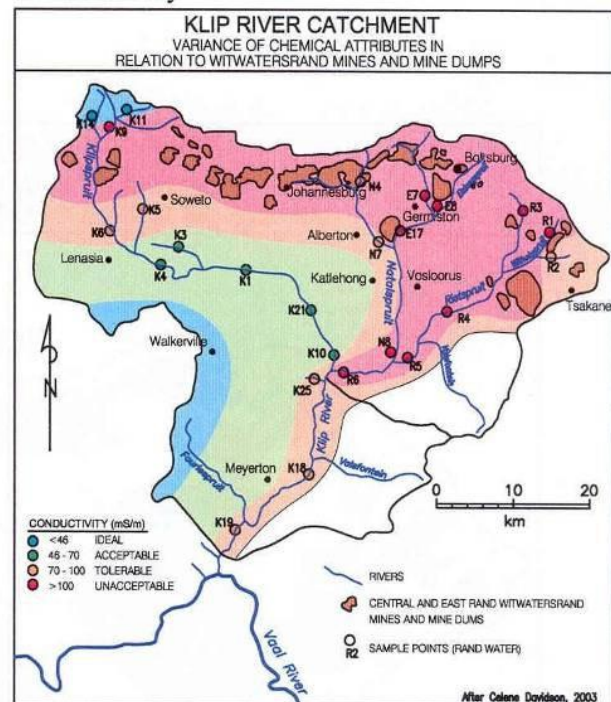 KLIP RIVER CATCHMENT
VARIANCE OF CHEMICAL ATTRIBUTES IN
RELATION TO WITWATERSRAND MINES AND MINE DUMPS
K14
K11
K9
Klipspruit
Soweto
K5
K6
Lenasia
K3
K4
K1
Johannesburg
N4
Boksburg
E7
E8
Germiston
E17
Alberton
N7
Natalspruit
Katlehong
Vosloorus
R3
R1
R2
Withokspruit
Rietspruit
Tsakane
R4
K21
Walkerville
K10
N8
R5
R6
K25
Klip River
Meyerton
K18
K19
Vaal River
0
10
20
km
N
CONDUCTIVITY (mS/m)
<46 IDEAL
46 - 70 ACCEPTABLE
70 - 100 TOLERABLE
>100 UNACCEPTABLE
RIVERS
CENTRAL AND EAST RAND WITWATERSRAND
MINES AND MINE DUMS
R2
SAMPLE POINTS (RAND WATER)
After Celene Davidson, 2003